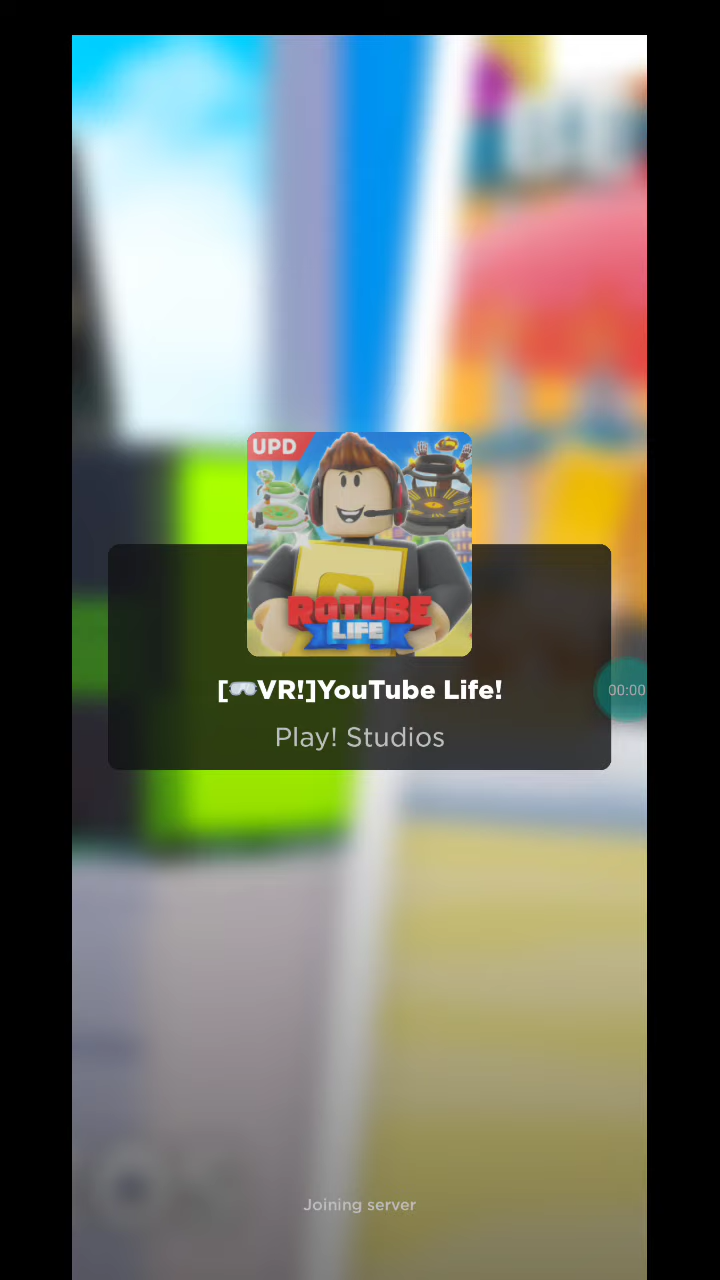 UPD
ROTUBE
LIFE
[🥽VR!]YouTube Life!
Play! Studios
00:00
Joining server